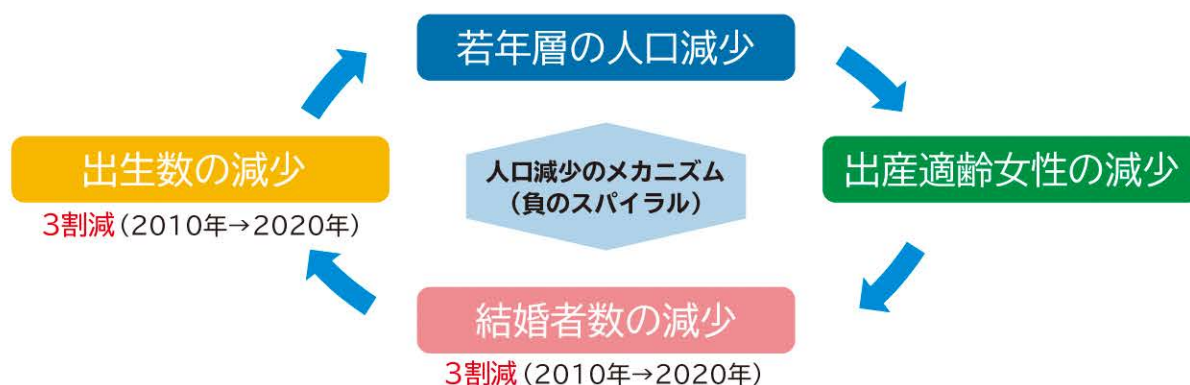 若年層の人口減少
出生数の減少
3割減(2010年→2020年)
人口減少のメカニズム
(負のスパイラル)
出産適齢女性の減少
結婚者数の減少
3割減(2010年→2020年)